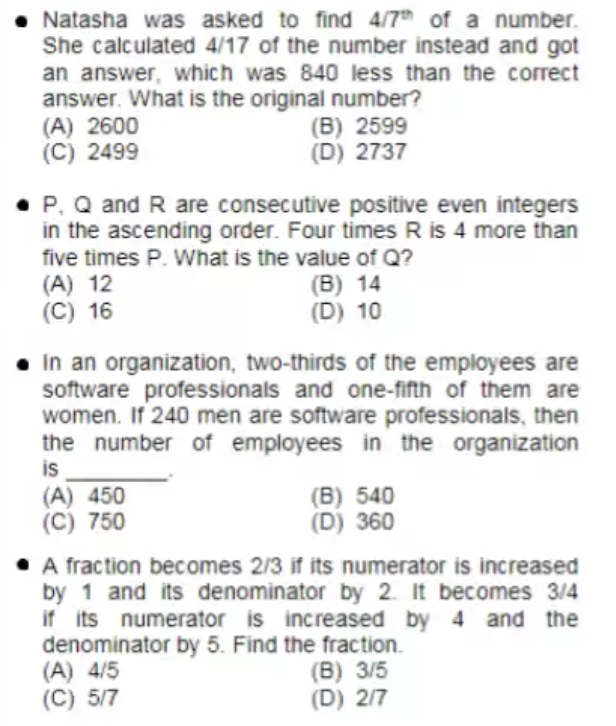 • Natasha was asked to find 4/7th of a number.
She calculated 4/17 of the number instead and got
an answer, which was 840 less than the correct
answer. What is the original number?
(A) 2600 (B) 2599
(C) 2499 (D) 2737
• P, Q and R are consecutive positive even integers
in the ascending order. Four times R is 4 more than
five times P. What is the value of Q?
(A) 12 (B) 14
(C) 16 (D) 10
• In an organization, two-thirds of the employees are
software professionals and one-fifth of them are
women. If 240 men are software professionals, then
the number of employees in the organization
is ________.
(A) 450 (B) 540
(C) 750 (D) 360
• A fraction becomes 2/3 if its numerator is increased
by 1 and its denominator by 2. It becomes 3/4
if its numerator is increased by 4 and the
denominator by 5. Find the fraction.
(A) 4/5 (B) 3/5
(C) 5/7 (D) 2/7